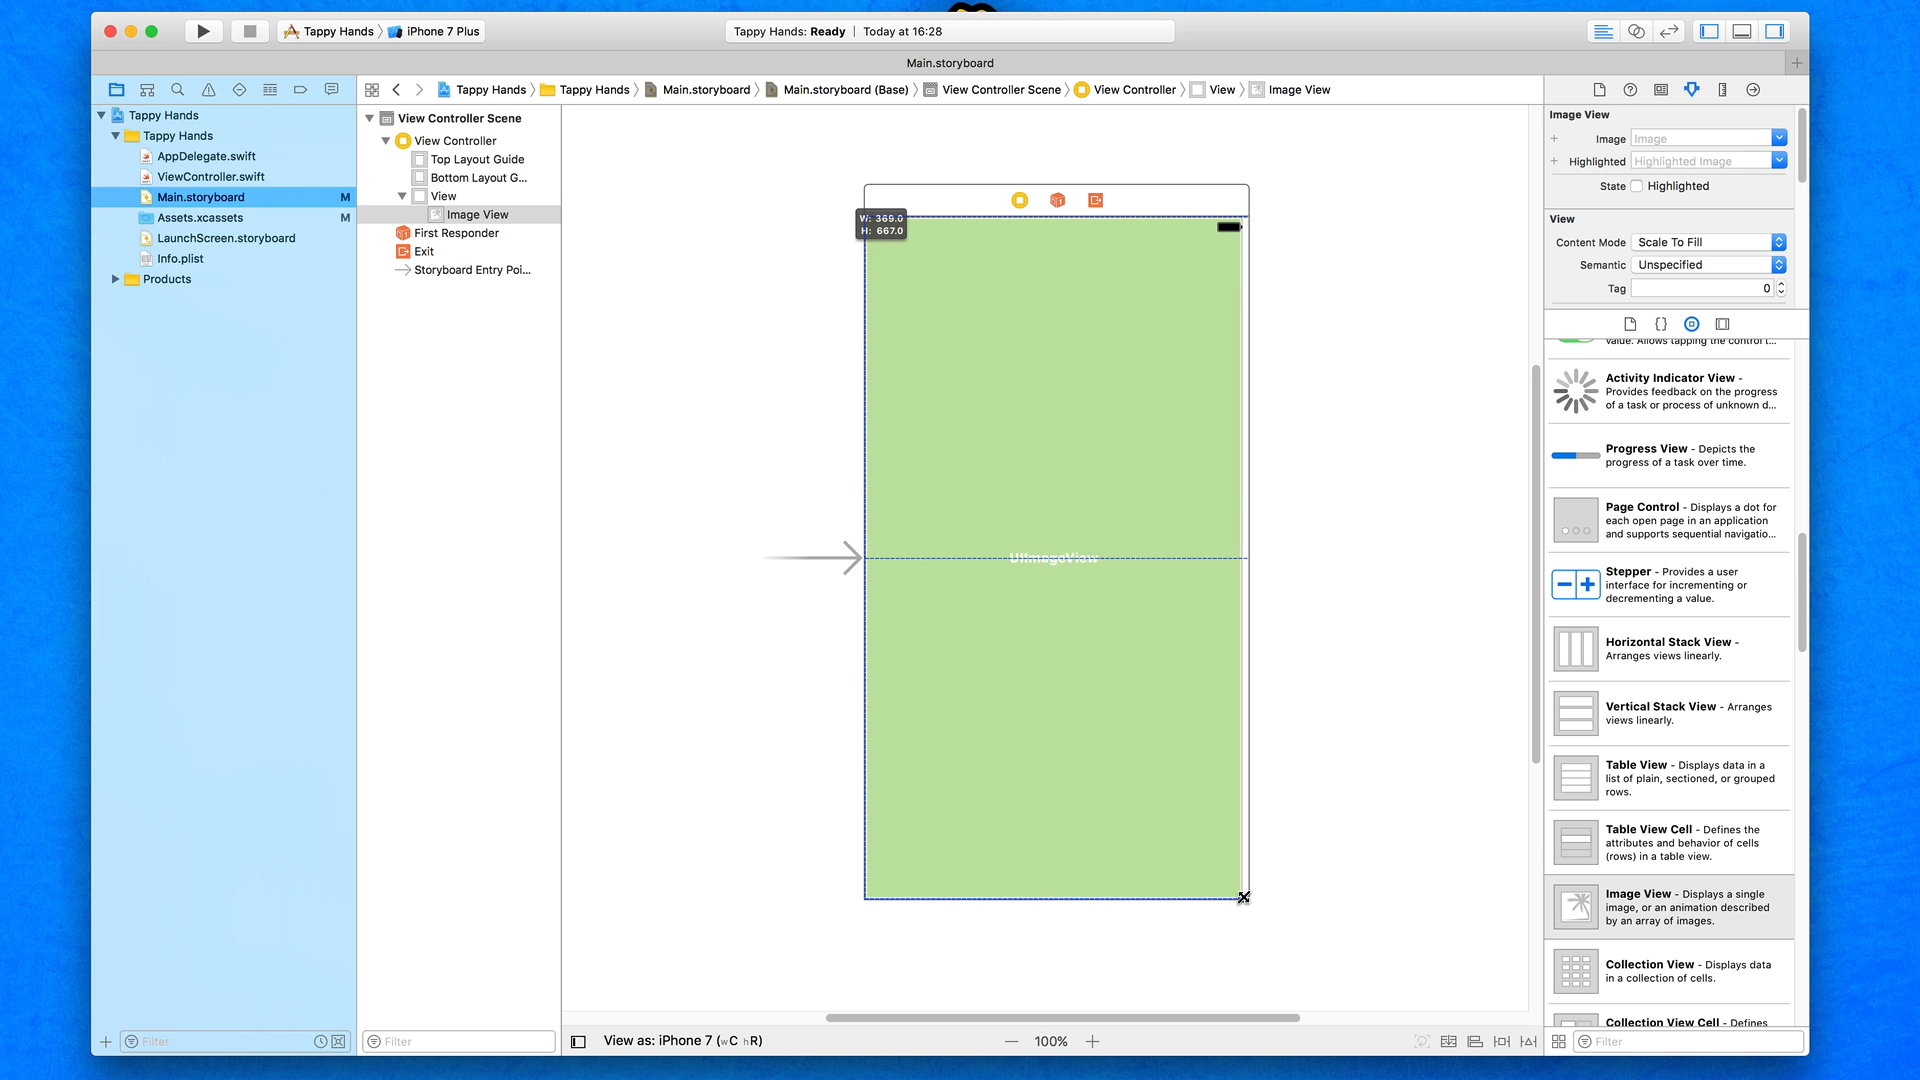 Tappy Hands
iPhone 7 Plus
Tappy Hands: Ready | Today at 16:28
Main.storyboard
Tappy Hands
Tappy Hands
Main.storyboard
Main.storyboard (Base)
View Controller Scene
View Controller
View
Image View
Tappy Hands
Tappy Hands
AppDelegate.swift
ViewController.swift
Main.storyboard M
Assets.xcassets M
LaunchScreen.storyboard
Info.plist
Products
View Controller Scene
View Controller
Top Layout Guide
Bottom Layout G...
View
Image View
First Responder
Exit
Storyboard Entry Poi...
W: 369.0
H: 667.0
UIImageView
Image View
Image Image
Highlighted Highlighted Image
State Highlighted
View
Content Mode Scale To Fill
Semantic Unspecified
Tag 0
value. Allows tapping the control t...
Activity Indicator View -
Provides feedback on the progress
of a task or process of unknown d...
Progress View - Depicts the
progress of a task over time.
Page Control - Displays a dot for
each open page in an application
and supports sequential navigatio...
Stepper - Provides a user
interface for incrementing or
decrementing a value.
Horizontal Stack View -
Arranges views linearly.
Vertical Stack View - Arranges
views linearly.
Table View - Displays data in a
list of plain, sectioned, or grouped
rows.
Table View Cell - Defines the
attributes and behavior of cells
(rows) in a table view.
Image View - Displays a single
image, or an animation described
by an array of images.
Collection View - Displays data
in a collection of cells.
Collection View Cell - Defines
Filter
Filter
View as: iPhone 7 (wC hR)
— 100% +
Filter